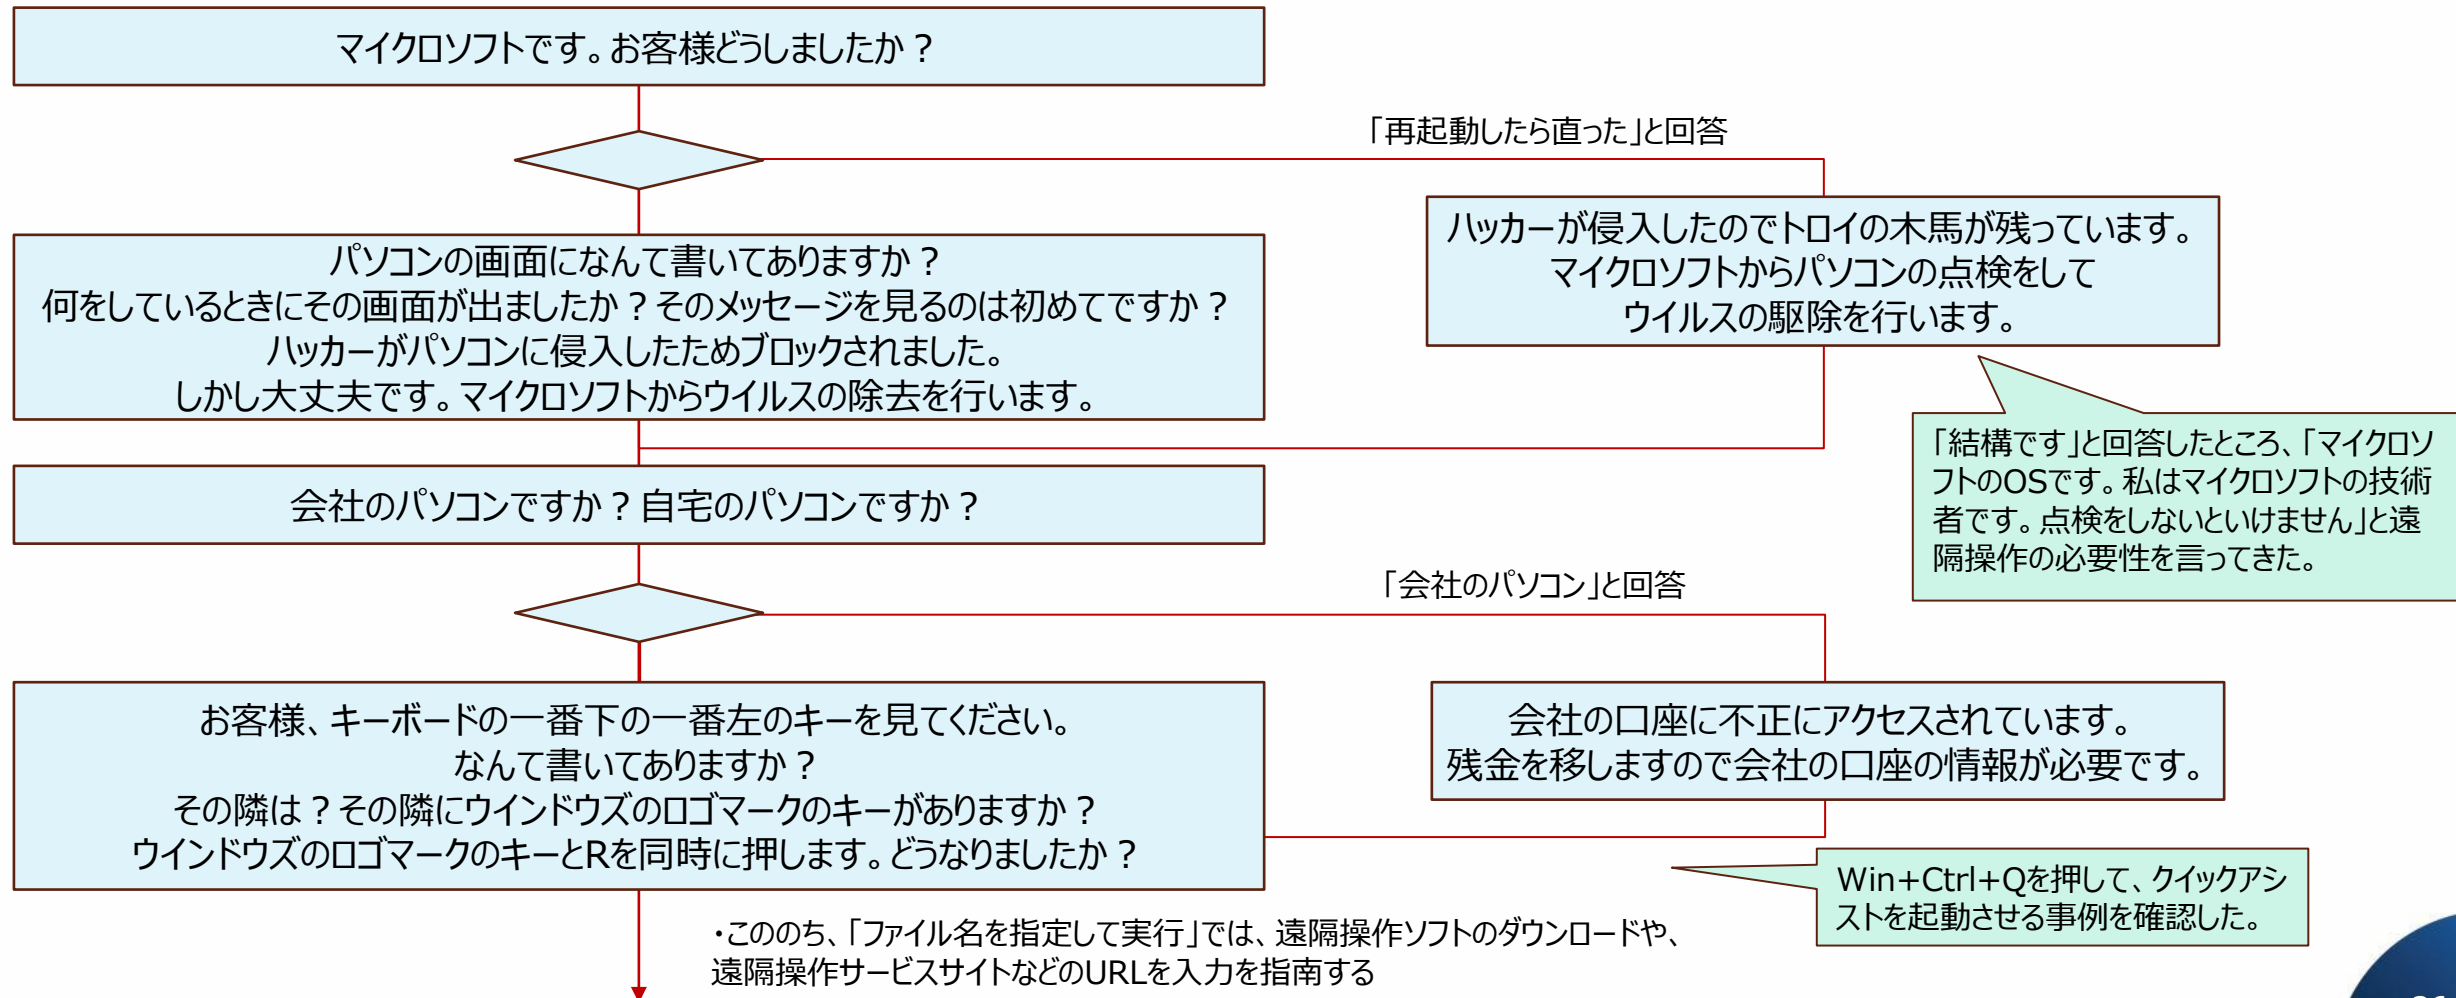 マイクロソフトです。お客様どうしましたか？
「再起動したら直った」と回答
パソコンの画面になんて書いてありますか？
何をしているときにその画面が出ましたか？そのメッセージを見るのは初めてですか？
ハッカーがパソコンに侵入したためブロックされました。
しかし大丈夫です。マイクロソフトからウイルスの除去を行います。
ハッカーが侵入したのでトロイの木馬が残っています。
マイクロソフトからパソコンの点検をして
ウイルスの駆除を行います。
「結構です」と回答したところ、「マイクロソ
フトのOSです。私はマイクロソフトの技術
者です。点検をしないといけません」と遠
隔操作の必要性を言ってきた。
会社のパソコンですか？自宅のパソコンですか？
「会社のパソコン」と回答
お客様、キーボードの一番下の一番左のキーを見てください。
なんて書いてありますか？
その隣は？その隣にウインドウズのロゴマークのキーがありますか？
ウインドウズのロゴマークのキーとRを同時に押します。どうなりましたか？
会社の口座に不正にアクセスされています。
残金を移しますので会社の口座の情報が必要です。
Win+Ctrl+Qを押して、クイックアシ
ストを起動させる事例を確認した。
・こののち、「ファイル名を指定して実行」では、遠隔操作ソフトのダウンロードや、
遠隔操作サービスサイトなどのURLを入力を指南する